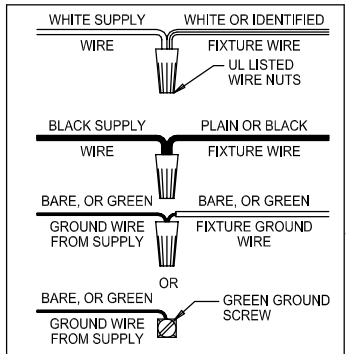 WHITE SUPPLY WHITE OR IDENTIFIED
WIRE FIXTURE WIRE
UL LISTED
WIRE NUTS
BLACK SUPPLY PLAIN OR BLACK
WIRE FIXTURE WIRE
BARE, OR GREEN BARE, OR GREEN
GROUND WIRE FIXTURE GROUND
FROM SUPPLY WIRE
OR
BARE, OR GREEN GREEN GROUND
GROUND WIRE SCREW
FROM SUPPLY